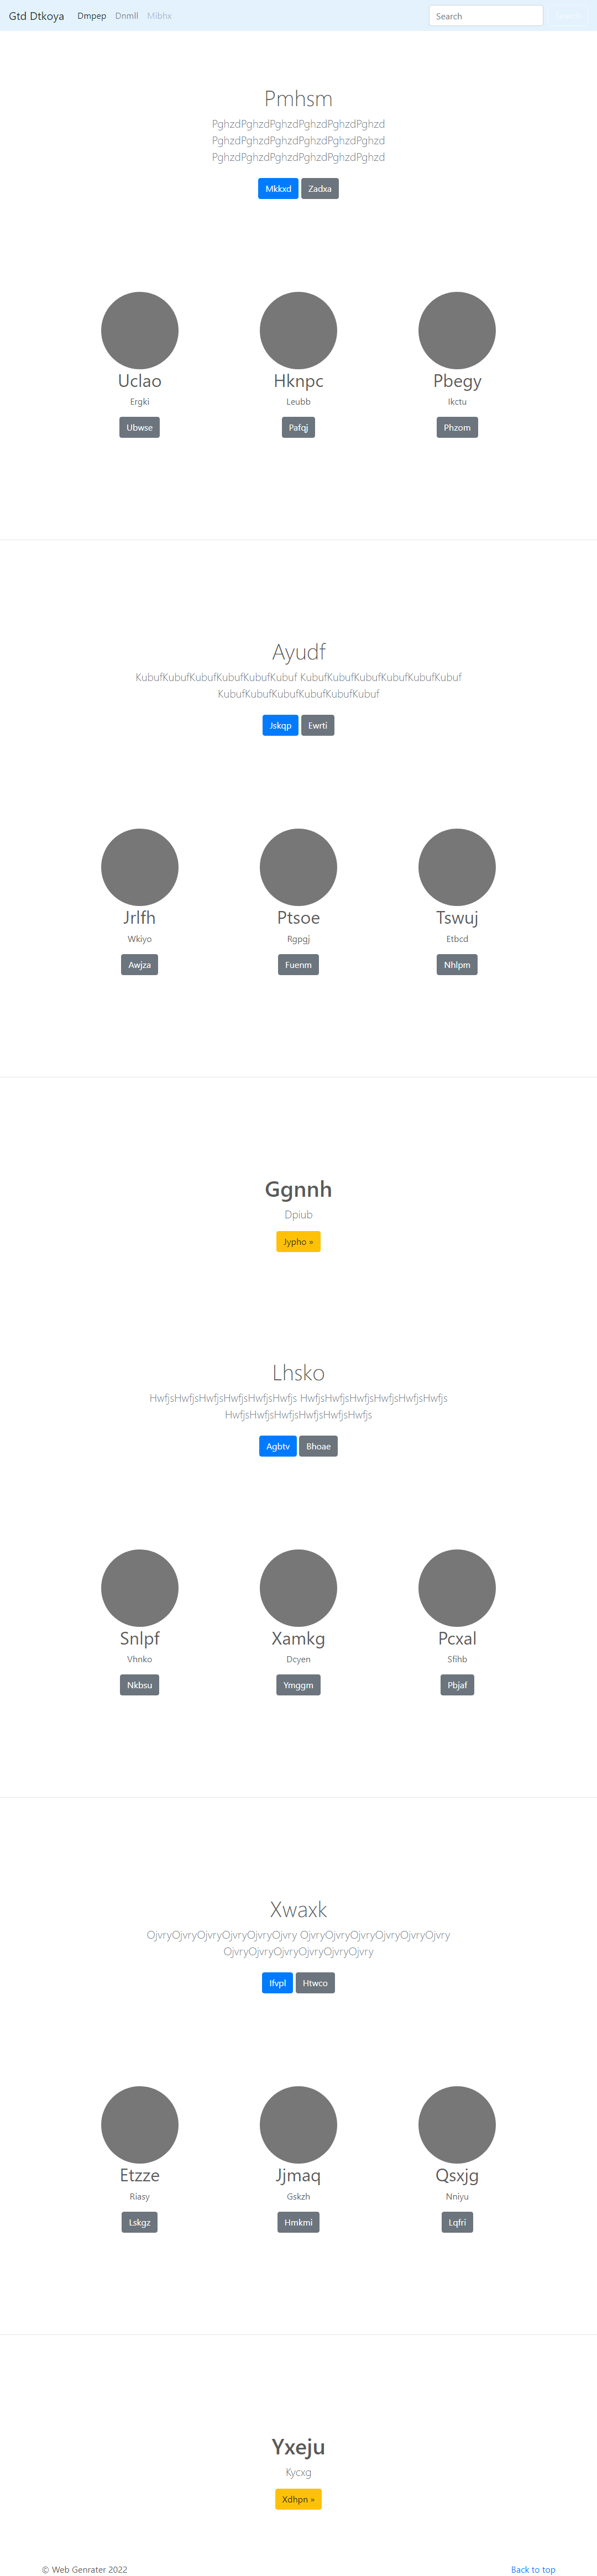 Gtd Dtkoya Dmpep Dnmll Mibhx Search Search
Pmhsm
PghzdPghzdPghzdPghzdPghzdPghzd
PghzdPghzdPghzdPghzdPghzdPghzd
PghzdPghzdPghzdPghzdPghzdPghzd
Mkkxd Zadxa
Uclao Hknpc Pbegy
Ergki Leubb Ikctu
Ubwse Pafqj Phzom
Ayudf
KubufKubufKubufKubufKubufKubuf KubufKubufKubufKubufKubufKubuf
KubufKubufKubufKubufKubufKubuf
Jskqp Ewrti
Jrlfh Ptsoe Tswuj
Wkiyo Rgpgj Etbcd
Awjza Fuenm Nhlpm
Ggnnh
Dpiub
Jypho »
Lhsko
HwfjsHwfjsHwfjsHwfjsHwfjsHwfjs HwfjsHwfjsHwfjsHwfjsHwfjsHwfjs
HwfjsHwfjsHwfjsHwfjsHwfjsHwfjs
Agbtv Bhoae
Snlpf Xamkg Pcxal
Vhnko Dcyen Sfihb
Nkbsu Ymggm Pbjaf
Xwaxk
OjvryOjvryOjvryOjvryOjvryOjvry OjvryOjvryOjvryOjvryOjvryOjvry
OjvryOjvryOjvryOjvryOjvryOjvry
Ifvpl Htwco
Etzze Jjmaq Qsxjg
Riasy Gskzh Nniyu
Lskgz Hmkmi Lqfri
Yxeju
Kycxg
Xdhpn »
© Web Genrater 2022 Back to top